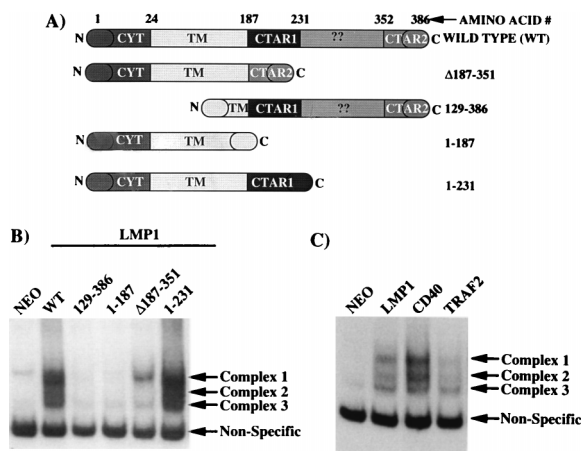 A)
1 24 187 231 352 386 AMINO ACID #
N CYT TM CTAR1 ?? CTAR2 C WILD TYPE (WT)
N CYT TM CTAR2 C Δ187-351
N TM CTAR1 ?? CTAR2 C 129-386
N CYT TM C 1-187
N CYT TM CTAR1 C 1-231
B)
LMP1
NEO WT 129-386 1-187 Δ187-351 1-231
Complex 1
Complex 2
Complex 3
Non-Specific
C)
NEO LMP1 CD40 TRAF2
Complex 1
Complex 2
Complex 3
Non-Specific